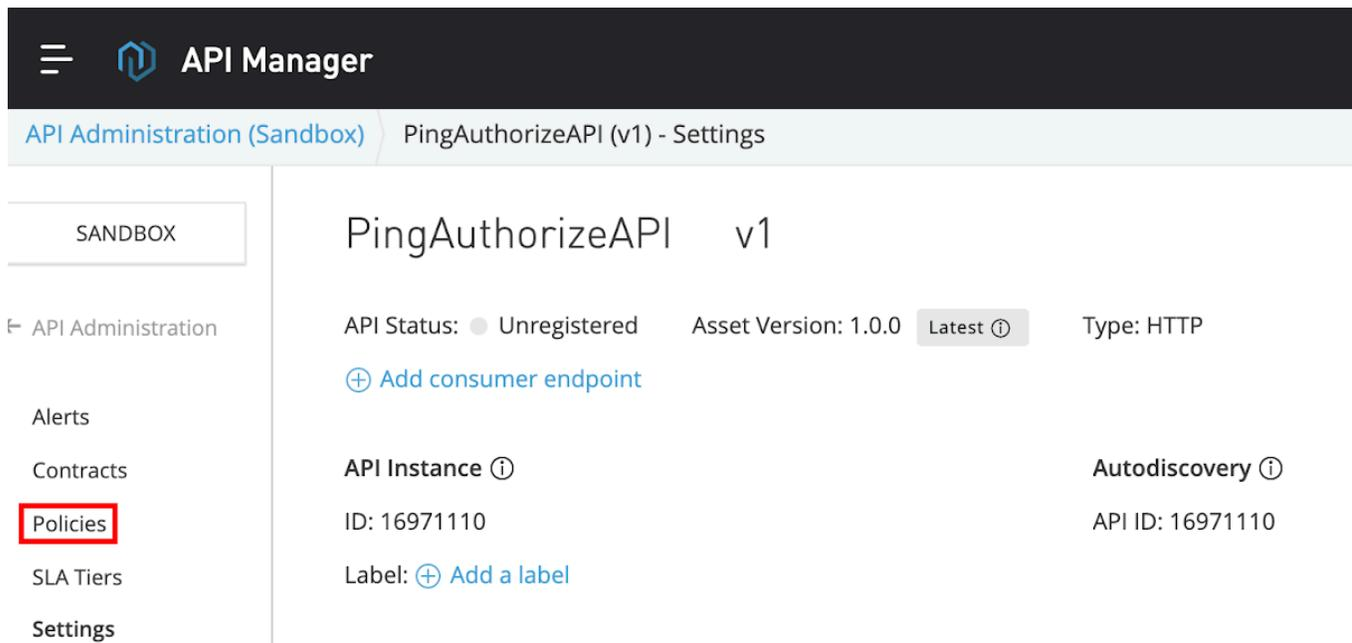 API Manager
API Administration (Sandbox) PingAuthorizeAPI (v1) - Settings
SANDBOX
PingAuthorizeAPI v1
← API Administration
API Status: Unregistered Asset Version: 1.0.0 Latest Type: HTTP
Add consumer endpoint
Alerts
API Instance Autodiscovery
Contracts
ID: 16971110 API ID: 16971110
Policies
Label: Add a label
SLA Tiers
Settings